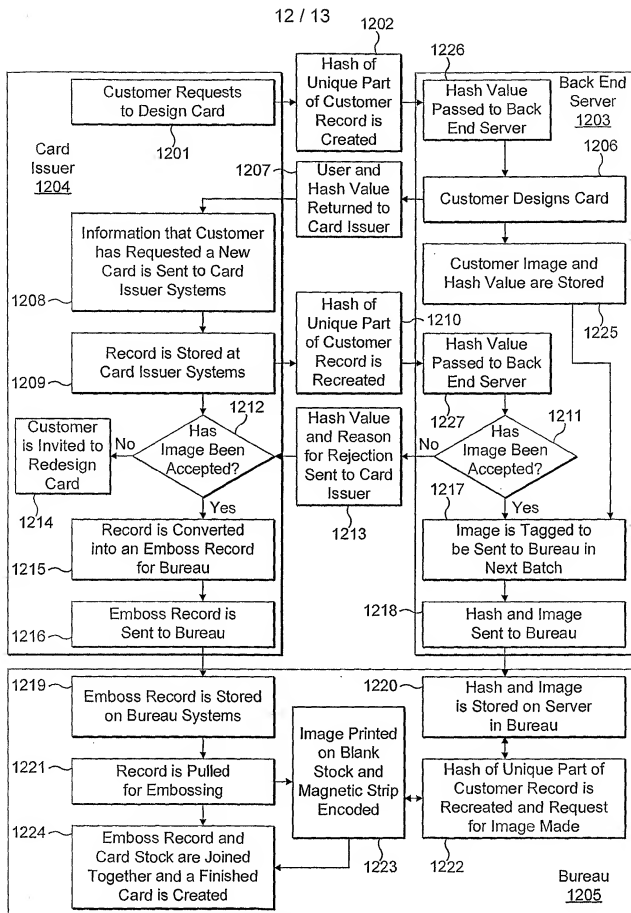 12 / 13
1202
Hash of
Unique Part
of Customer
Record is
Created
1226
Hash Value
Passed to Back
End Server
Back End
Server
1203
Customer Requests
to Design Card
1201
Card
Issuer
1204
1207
User and
Hash Value
Returned to
Card Issuer
1206
Customer Designs
Card
Information that Customer
has Requested a New
Card is Sent to Card
Issuer Systems
1208
Customer Image and
Hash Value are Stored
1225
Record is Stored at
Card Issuer Systems
1209
Hash of
Unique Part
of Customer
Record is
Recreated
1210
Hash Value
Passed to Back
End Server
1227
Customer
is Invited to
Redesign
Card
1214
No
1212
Has
Image Been
Accepted?
Yes
Hash Value
and Reason
for Rejection
Sent to Card
Issuer
1213
No
1211
Has
Image Been
Accepted?
Yes
Record is Converted
into an Emboss Record
for Bureau
1215
1217
Image is Tagged to
be Sent to Bureau in
Next Batch
Emboss Record is
Sent to Bureau
1216
1218
Hash and Image
Sent to Bureau
1219
Emboss Record is Stored
on Bureau Systems
1220
Hash and Image
is Stored on Server
in Bureau
1221
Record is Pulled
for Embossing
Image Printed
on Blank
Stock and
Magnetic Strip
Encoded
1223
Hash of Unique Part of
Customer Record is
Recreated and Request
for Image Made
1222
1224
Emboss Record and
Card Stock are Joined
Together and a Finished
Card is Created
Bureau
1205